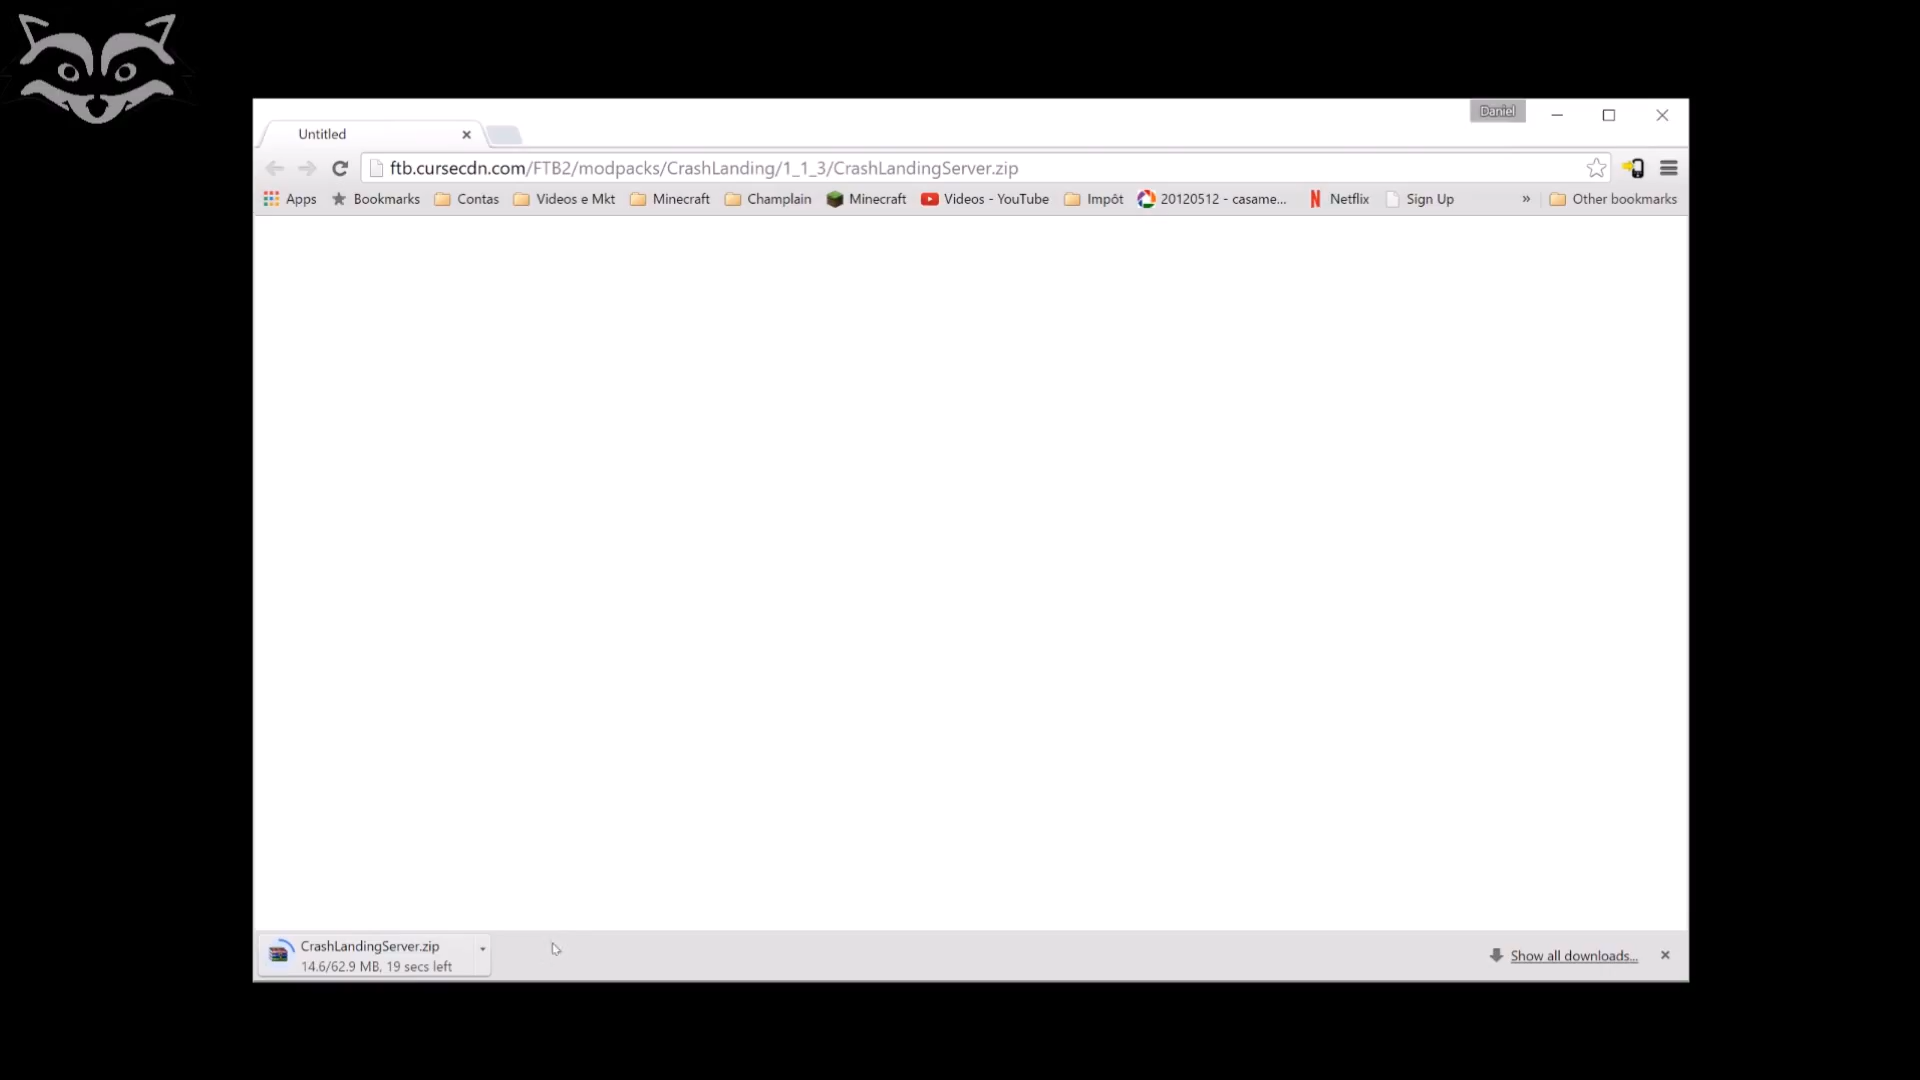 Daniel
Untitled
ftb.cursecdn.com/FTB2/modpacks/CrashLanding/1_1_3/CrashLandingServer.zip
Apps Bookmarks Contas Videos e Mkt Minecraft Champlain Minecraft Videos - YouTube Impôt 20120512 - casame... Netflix Sign Up » Other bookmarks
CrashLandingServer.zip
14.6/62.9 MB, 19 secs left
Show all downloads...